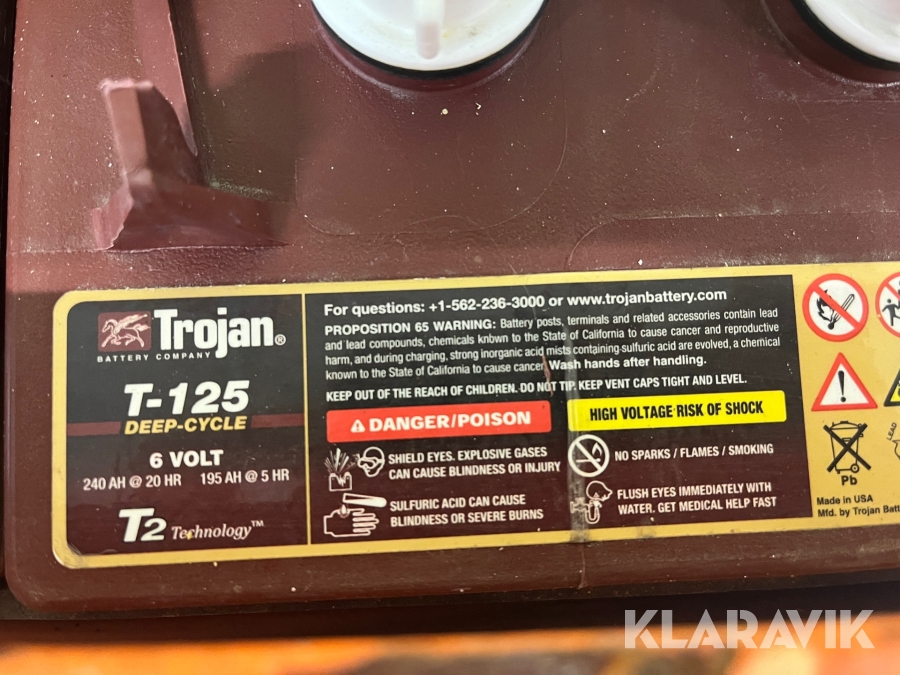 Trojan®
BATTERY COMPANY
T-125
DEEP-CYCLE
6 VOLT
240 AH @ 20 HR 195 AH @ 5 HR
T2 Technology™
For questions: +1-562-236-3000 or www.trojanbattery.com
PROPOSITION 65 WARNING: Battery posts, terminals and related accessories contain lead
and lead compounds, chemicals known to the State of California to cause cancer and reproductive
harm, and during charging, strong inorganic acid mists containing sulfuric acid are evolved, a chemical
known to the State of California to cause cancer. Wash hands after handling.
KEEP OUT OF THE REACH OF CHILDREN. DO NOT TIP. KEEP VENT CAPS TIGHT AND LEVEL.
DANGER/POISON
HIGH VOLTAGE RISK OF SHOCK
SHIELD EYES. EXPLOSIVE GASES
CAN CAUSE BLINDNESS OR INJURY
NO SPARKS / FLAMES / SMOKING
SULFURIC ACID CAN CAUSE
BLINDNESS OR SEVERE BURNS
FLUSH EYES IMMEDIATELY WITH
WATER. GET MEDICAL HELP FAST
Pb
LEAD
Made in USA
Mfd. by Trojan Batt
KLARAVIK